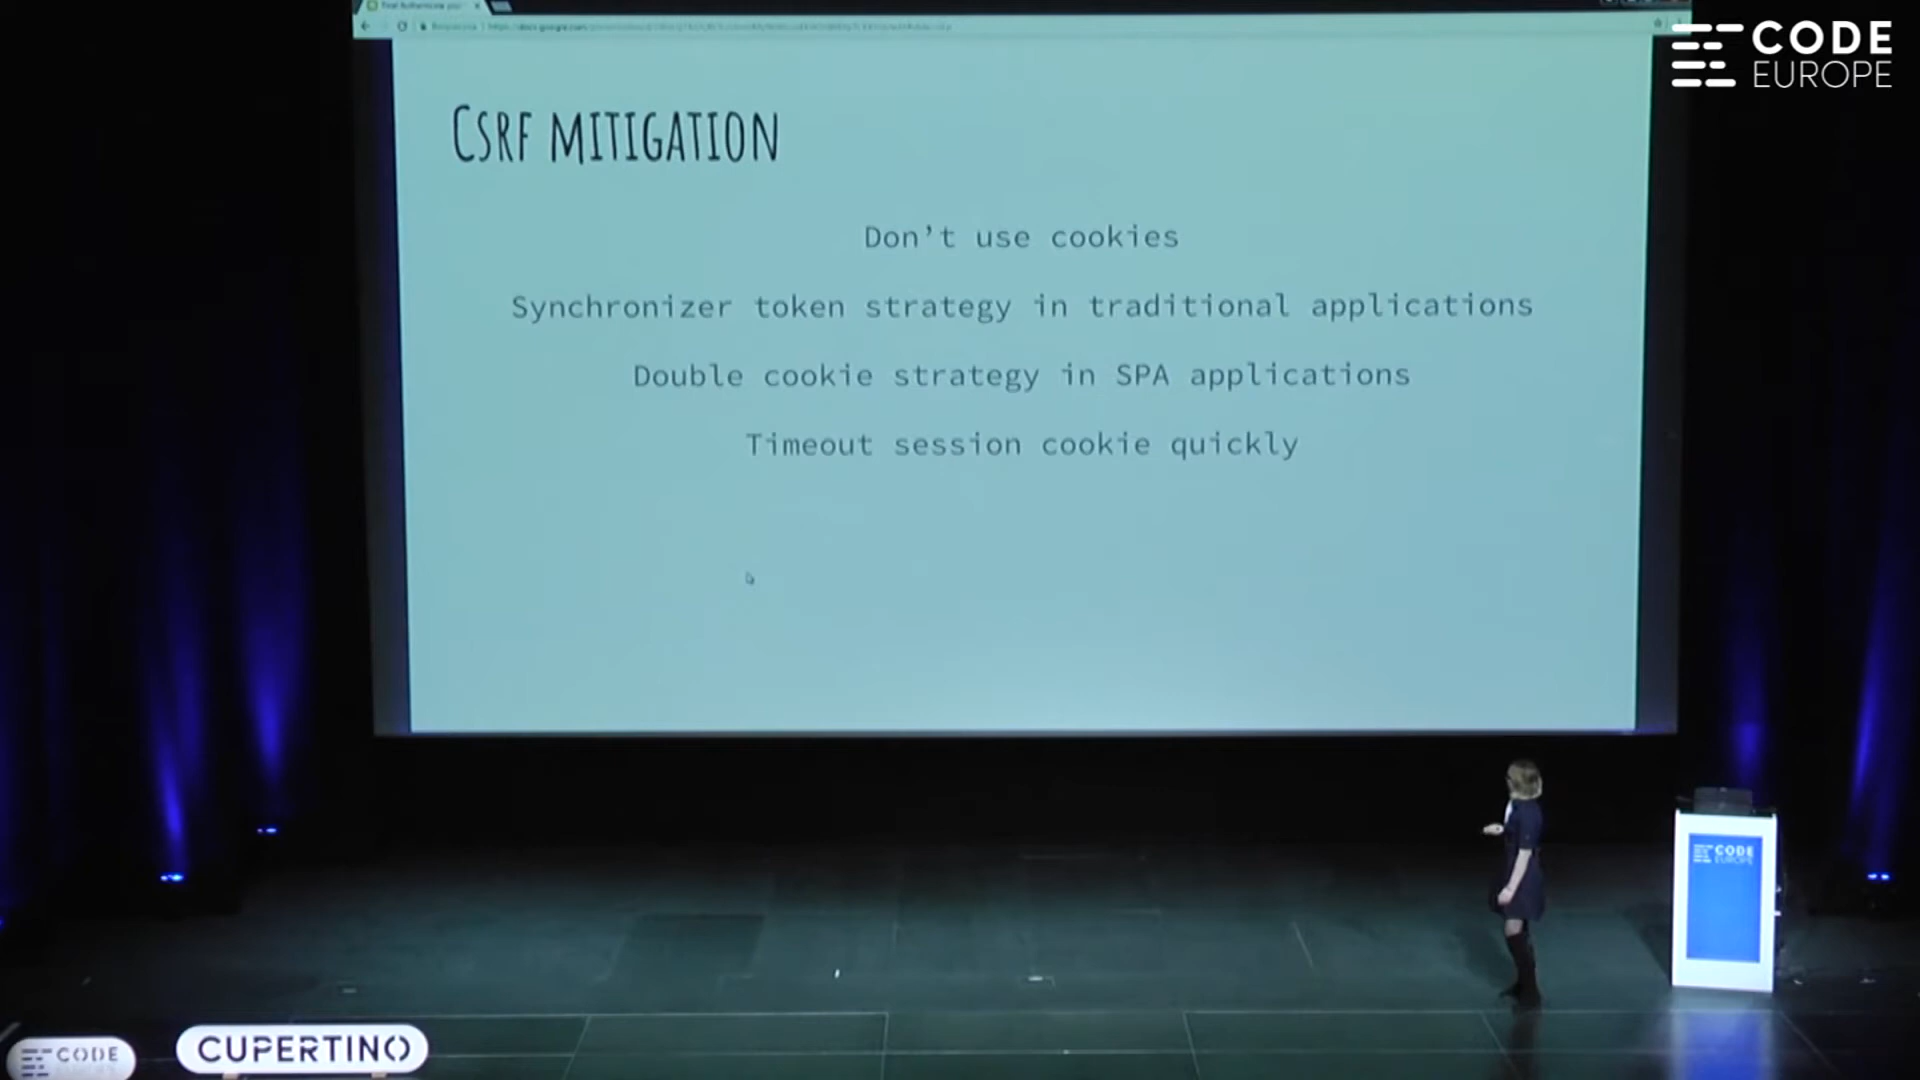 CODE
EUROPE
CSRF MITIGATION
Don't use cookies
Synchronizer token strategy in traditional applications
Double cookie strategy in SPA applications
Timeout session cookie quickly
CODE
EUROPE
CODE
CUPERTINO